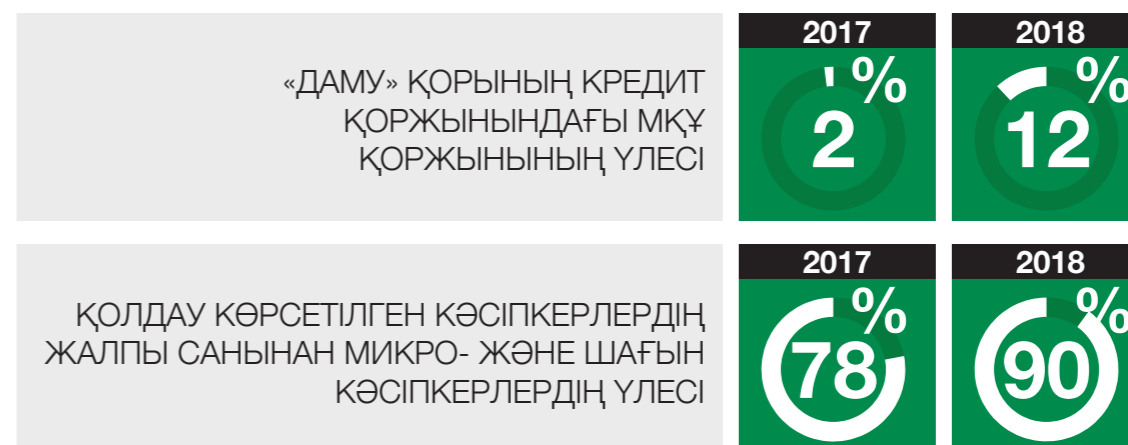 «ДАМУ» ҚОРЫНЫҢ КРЕДИТ
ҚОРЖЫНЫНДАҒЫ МҚҰ
ҚОРЖЫНЫНЫҢ ҮЛЕСІ
2017
2%
2018
12%
ҚОЛДАУ КӨРСЕТІЛГЕН КӘСІПКЕРЛЕРДІҢ
ЖАЛПЫ САНЫНАН МИКРО- ЖӘНЕ ШАҒЫН
КӘСІПКЕРЛЕРДІҢ ҮЛЕСІ
2017
78%
2018
90%